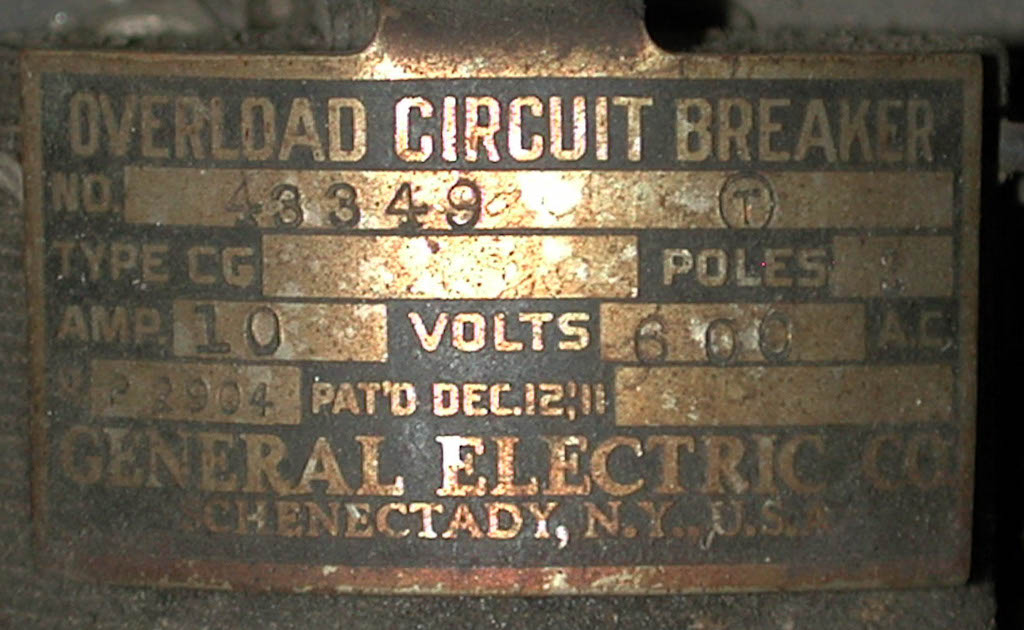 OVERLOAD CIRCUIT BREAKER
NO. 43349 T
TYPE CG POLES
AMP. 10 VOLTS 600 A.C.
22904 PAT'D DEC.12,'11
GENERAL ELECTRIC CO.
SCHENECTADY, N.Y., U.S.A.